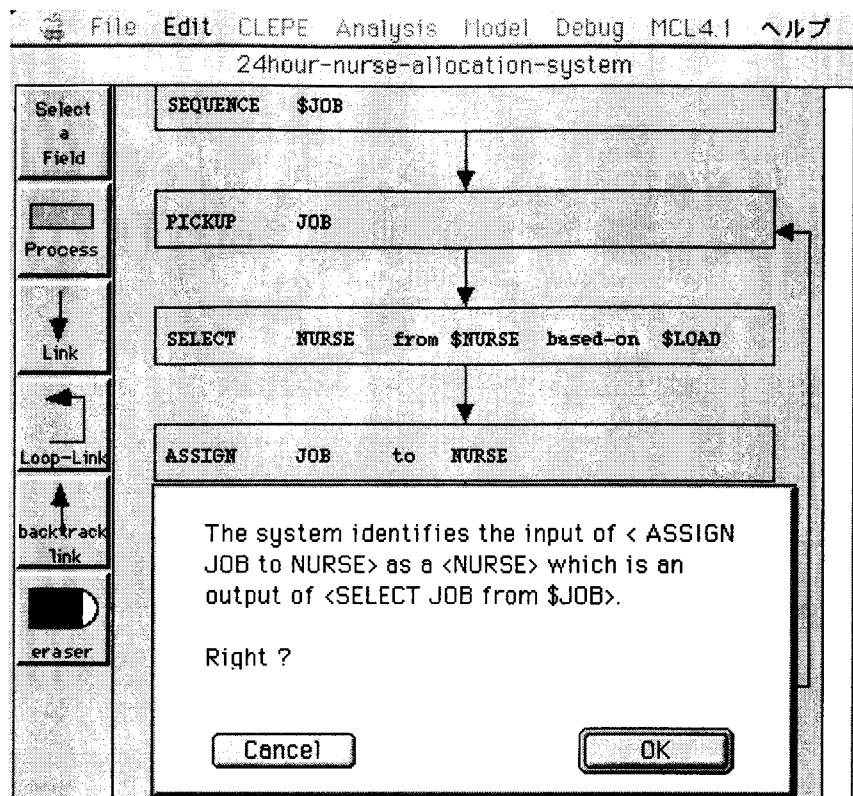 File Edit CLEPE Analysis Model Debug MCL4.1 ヘルプ
24hour-nurse-allocation-system
Select
a
Field
Process
Link
Loop-Link
backtrack
link
eraser
SEQUENCE $JOB
PICKUP JOB
SELECT NURSE from $NURSE based-on $LOAD
ASSIGN JOB to NURSE
The system identifies the input of < ASSIGN
JOB to NURSE> as a <NURSE> which is an
output of <SELECT JOB from $JOB>.
Right ?
Cancel OK